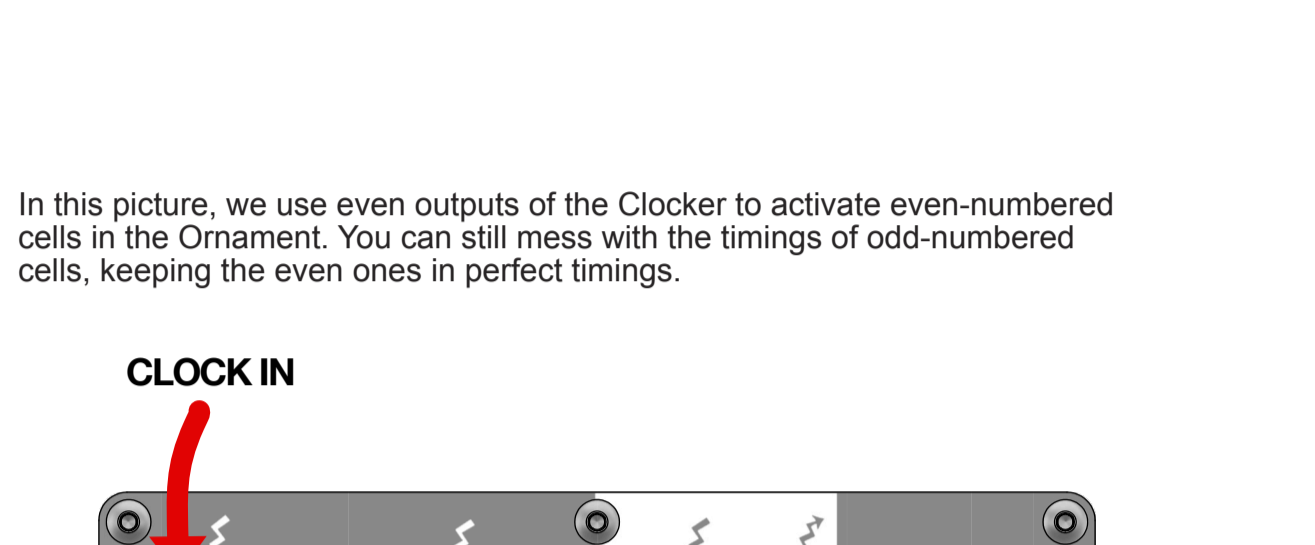 In this picture, we use even outputs of the Clocker to activate even-numbered
cells in the Ornament. You can still mess with the timings of odd-numbered
cells, keeping the even ones in perfect timings.
CLOCK IN